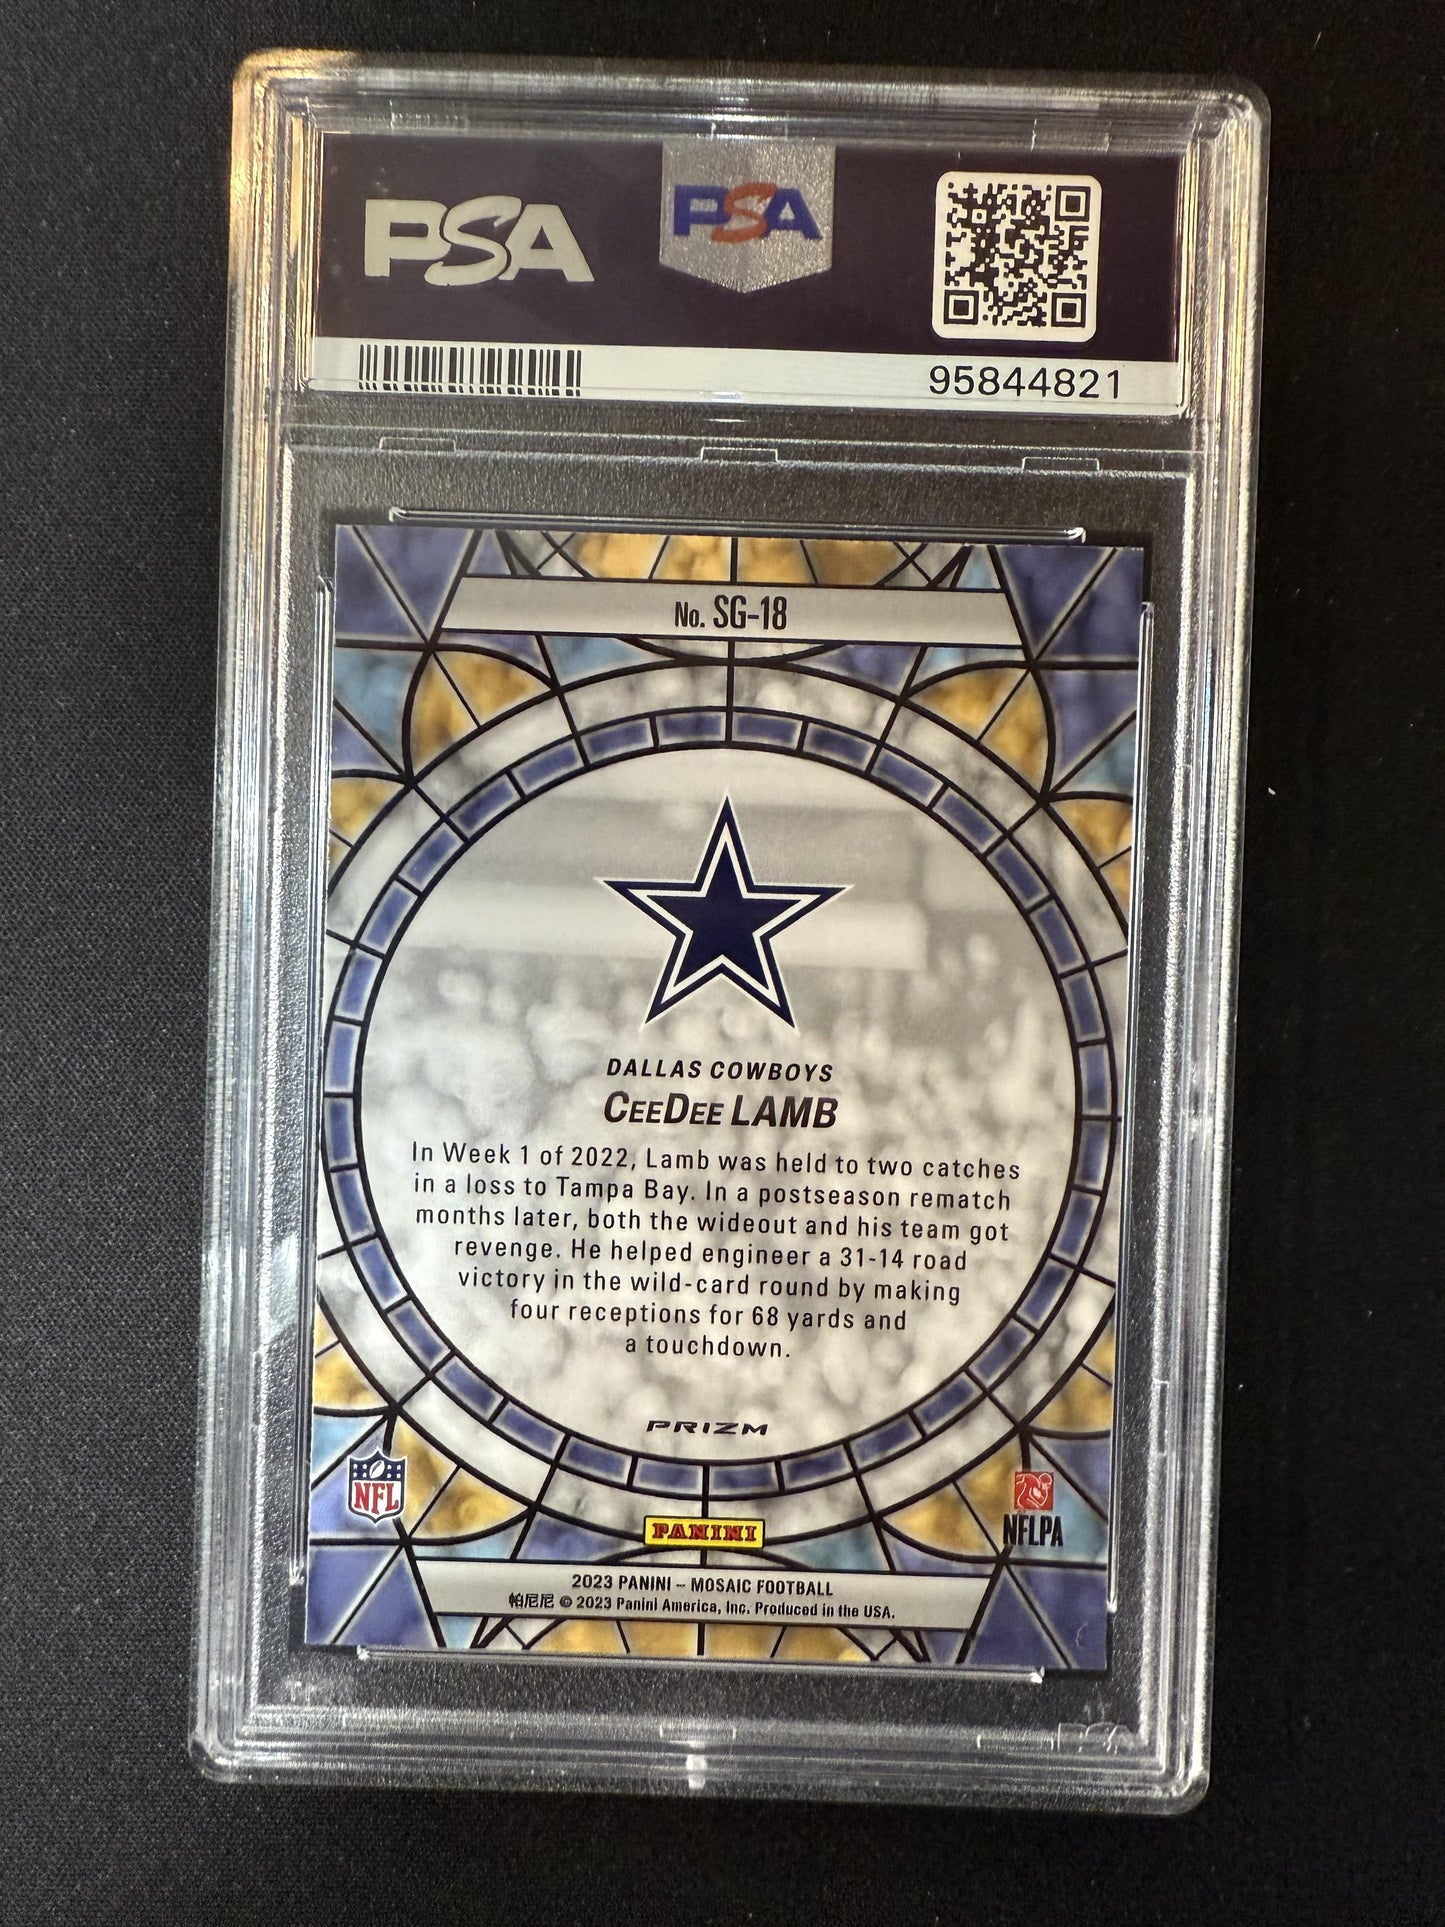 PSA
PSA
95844821
No. SG-18
DALLAS COWBOYS
CEEDEE LAMB
In Week 1 of 2022, Lamb was held to two catches
in a loss to Tampa Bay. In a postseason rematch
months later, both the wideout and his team got
revenge. He helped engineer a 31-14 road
victory in the wild-card round by making
four receptions for 68 yards and
a touchdown.
PRIZM
NFL
PANINI
NFLPA
2023 PANINI – MOSAIC FOOTBALL
帕尼尼 © 2023 Panini America, Inc. Produced in the USA.